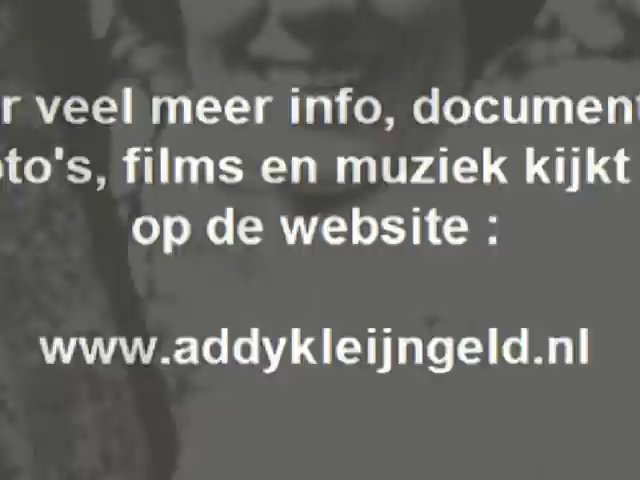 r veel meer info, document
oto's, films en muziek kijkt
op de website :
www.addykleijngeld.nl